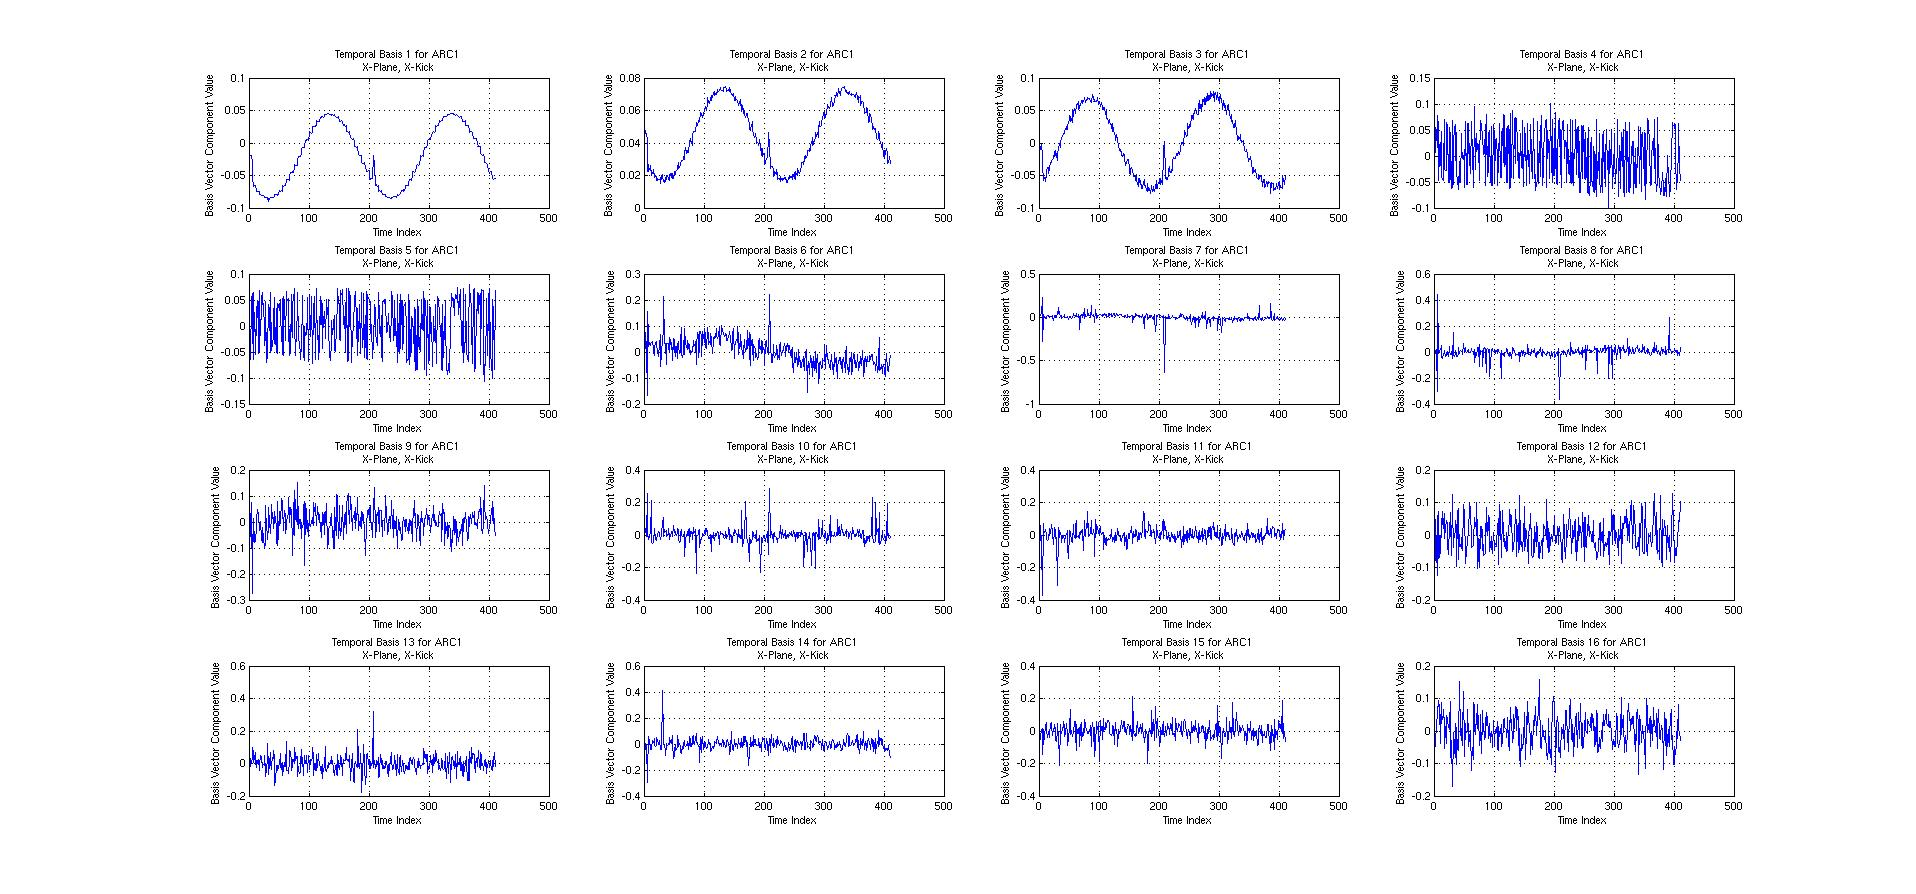 Temporal Basis 1 for ARC1
X-Plane, X-Kick
Basis Vector Component Value
0.1
0.05
0
-0.05
-0.1
0 100 200 300 400 500
Time Index
Temporal Basis 2 for ARC1
X-Plane, X-Kick
Basis Vector Component Value
0.08
0.06
0.04
0.02
0
0 100 200 300 400 500
Time Index
Temporal Basis 3 for ARC1
X-Plane, X-Kick
Basis Vector Component Value
0.1
0.05
0
-0.05
-0.1
0 100 200 300 400 500
Time Index
Temporal Basis 4 for ARC1
X-Plane, X-Kick
Basis Vector Component Value
0.15
0.1
0.05
0
-0.05
-0.1
0 100 200 300 400 500
Time Index
Temporal Basis 5 for ARC1
X-Plane, X-Kick
Basis Vector Component Value
0.1
0.05
0
-0.05
-0.1
-0.15
0 100 200 300 400 500
Time Index
Temporal Basis 6 for ARC1
X-Plane, X-Kick
Basis Vector Component Value
0.3
0.2
0.1
0
-0.1
-0.2
0 100 200 300 400 500
Time Index
Temporal Basis 7 for ARC1
X-Plane, X-Kick
Basis Vector Component Value
0.5
0
-0.5
-1
0 100 200 300 400 500
Time Index
Temporal Basis 8 for ARC1
X-Plane, X-Kick
Basis Vector Component Value
0.6
0.4
0.2
0
-0.2
-0.4
0 100 200 300 400 500
Time Index
Temporal Basis 9 for ARC1
X-Plane, X-Kick
Basis Vector Component Value
0.2
0.1
0
-0.1
-0.2
-0.3
0 100 200 300 400 500
Time Index
Temporal Basis 10 for ARC1
X-Plane, X-Kick
Basis Vector Component Value
0.4
0.2
0
-0.2
-0.4
0 100 200 300 400 500
Time Index
Temporal Basis 11 for ARC1
X-Plane, X-Kick
Basis Vector Component Value
0.4
0.2
0
-0.2
-0.4
0 100 200 300 400 500
Time Index
Temporal Basis 12 for ARC1
X-Plane, X-Kick
Basis Vector Component Value
0.2
0.1
0
-0.1
-0.2
0 100 200 300 400 500
Time Index
Temporal Basis 13 for ARC1
X-Plane, X-Kick
Basis Vector Component Value
0.6
0.4
0.2
0
-0.2
0 100 200 300 400 500
Time Index
Temporal Basis 14 for ARC1
X-Plane, X-Kick
Basis Vector Component Value
0.6
0.4
0.2
0
-0.2
-0.4
0 100 200 300 400 500
Time Index
Temporal Basis 15 for ARC1
X-Plane, X-Kick
Basis Vector Component Value
0.4
0.2
0
-0.2
-0.4
0 100 200 300 400 500
Time Index
Temporal Basis 16 for ARC1
X-Plane, X-Kick
Basis Vector Component Value
0.2
0.1
0
-0.1
-0.2
0 100 200 300 400 500
Time Index